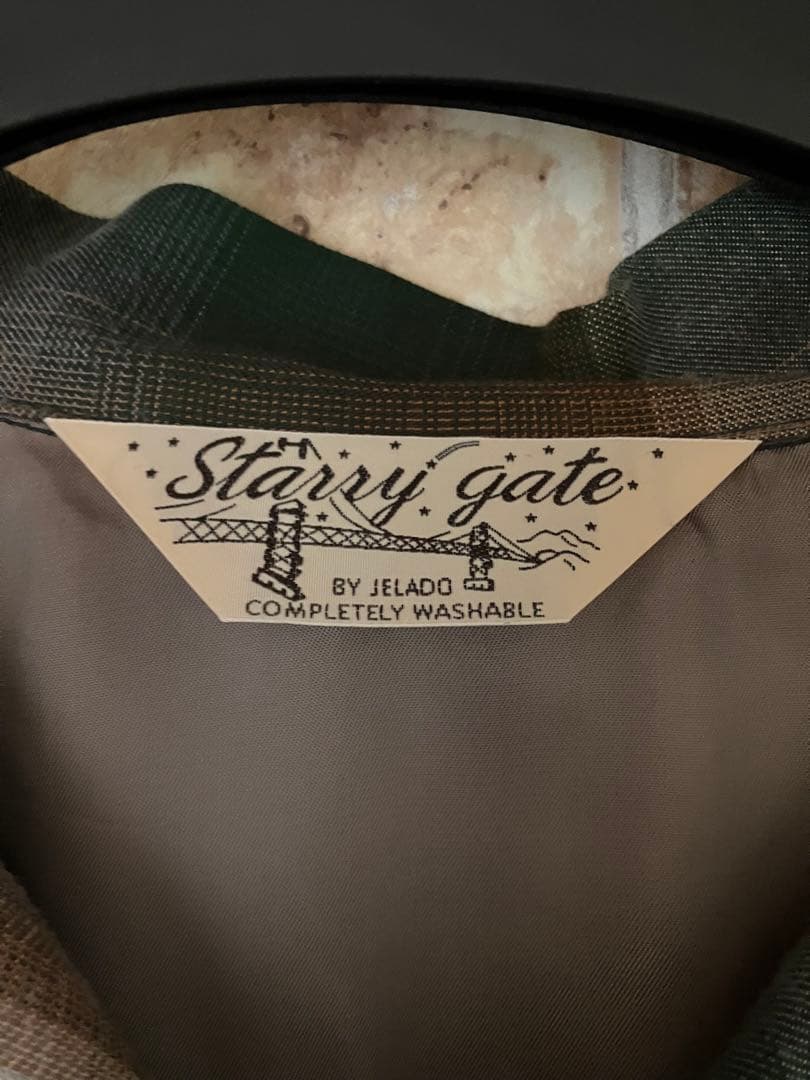 Starry gate
BY JELADO
COMPLETELY WASHABLE